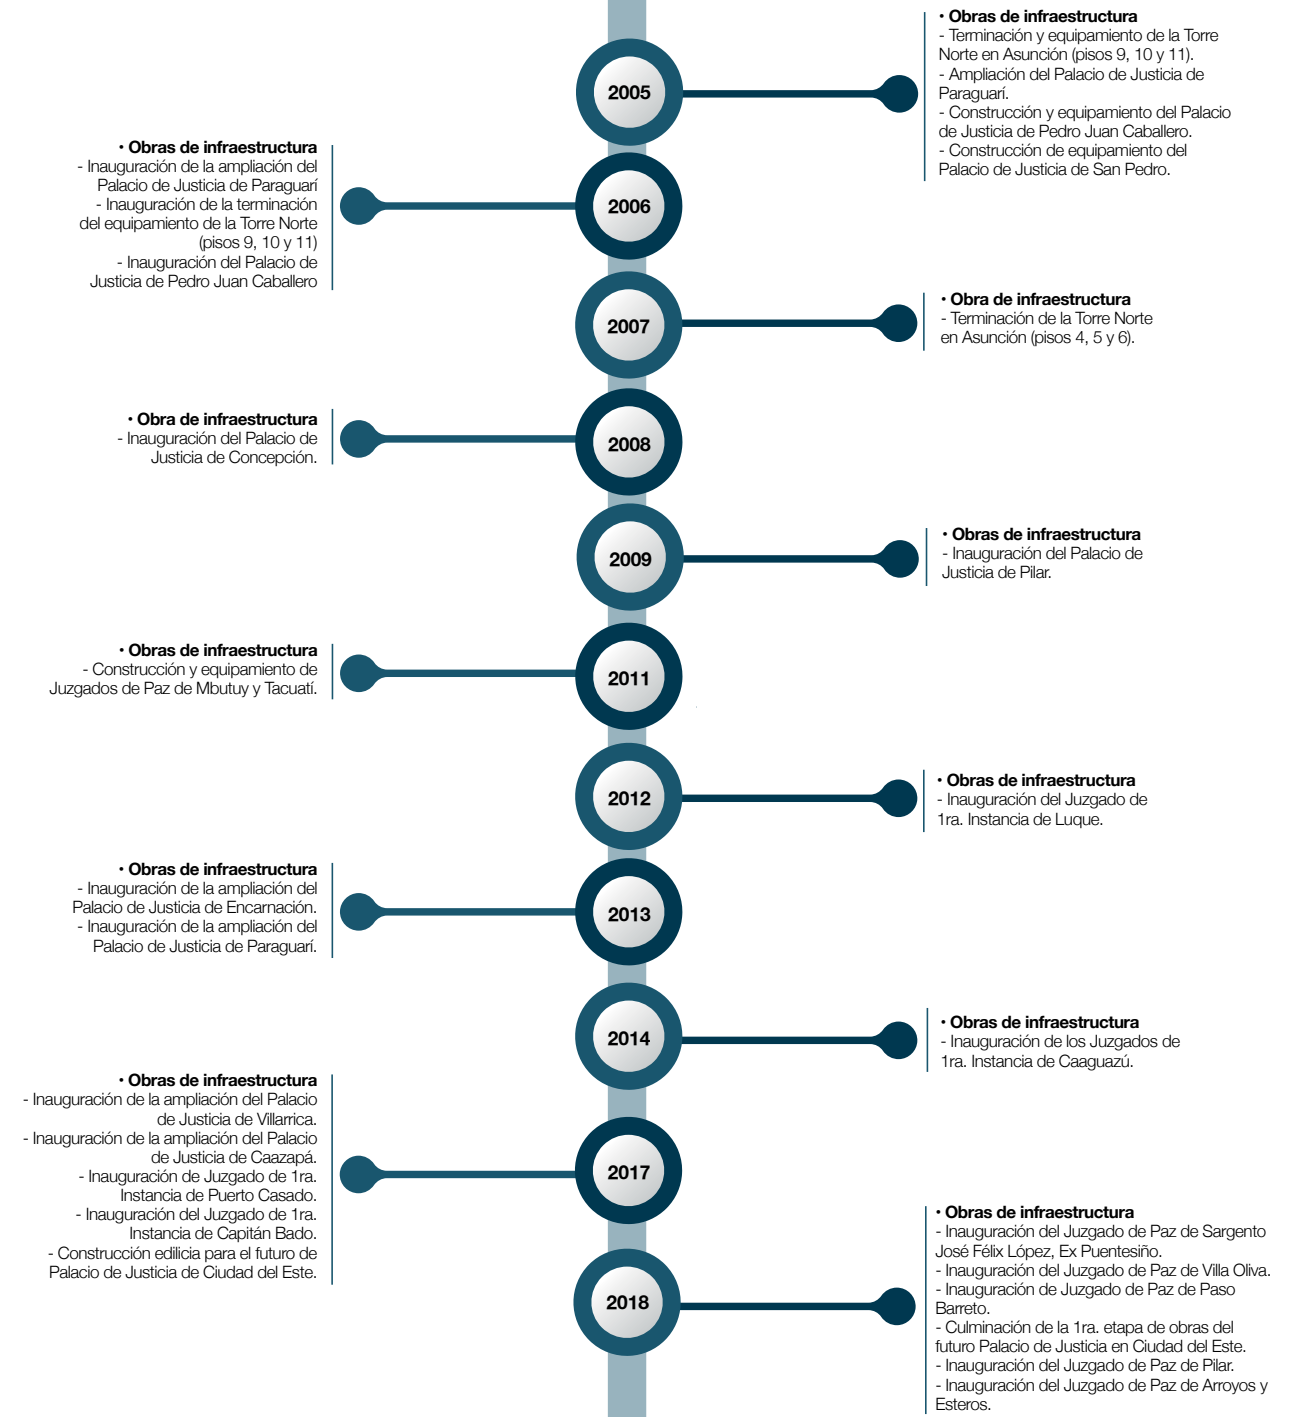 2005
• Obras de infraestructura
- Terminación y equipamiento de la Torre
Norte en Asunción (pisos 9, 10 y 11).
- Ampliación del Palacio de Justicia de
Paraguarí.
- Construcción y equipamiento del Palacio
de Justicia de Pedro Juan Caballero.
- Construcción de equipamiento del
Palacio de Justicia de San Pedro.
2006
• Obras de infraestructura
- Inauguración de la ampliación del
Palacio de Justicia de Paraguarí
- Inauguración de la terminación
del equipamiento de la Torre Norte
(pisos 9, 10 y 11)
- Inauguración del Palacio de
Justicia de Pedro Juan Caballero
2007
• Obra de infraestructura
- Terminación de la Torre Norte
en Asunción (pisos 4, 5 y 6).
2008
• Obra de infraestructura
- Inauguración del Palacio de
Justicia de Concepción.
2009
• Obras de infraestructura
- Inauguración del Palacio de
Justicia de Pilar.
2011
• Obras de infraestructura
- Construcción y equipamiento de
Juzgados de Paz de Mbutuy y Tacuatí.
2012
• Obras de infraestructura
- Inauguración del Juzgado de
1ra. Instancia de Luque.
2013
• Obras de infraestructura
- Inauguración de la ampliación del
Palacio de Justicia de Encarnación.
- Inauguración de la ampliación del
Palacio de Justicia de Paraguarí.
2014
• Obras de infraestructura
- Inauguración de los Juzgados de
1ra. Instancia de Caaguazú.
2017
• Obras de infraestructura
- Inauguración de la ampliación del Palacio
de Justicia de Villarrica.
- Inauguración de la ampliación del Palacio
de Justicia de Caazapá.
- Inauguración de Juzgado de 1ra.
Instancia de Puerto Casado.
- Inauguración del Juzgado de 1ra.
Instancia de Capitán Bado.
- Construcción edilicia para el futuro de
Palacio de Justicia de Ciudad del Este.
2018
• Obras de infraestructura
- Inauguración del Juzgado de Paz de Sargento
José Félix López, Ex Puentesiño.
- Inauguración del Juzgado de Paz de Villa Oliva.
- Inauguración de Juzgado de Paz de Paso
Barreto.
- Culminación de la 1ra. etapa de obras del
futuro Palacio de Justicia en Ciudad del Este.
- Inauguración del Juzgado de Paz de Pilar.
- Inauguración del Juzgado de Paz de Arroyos y
Esteros.